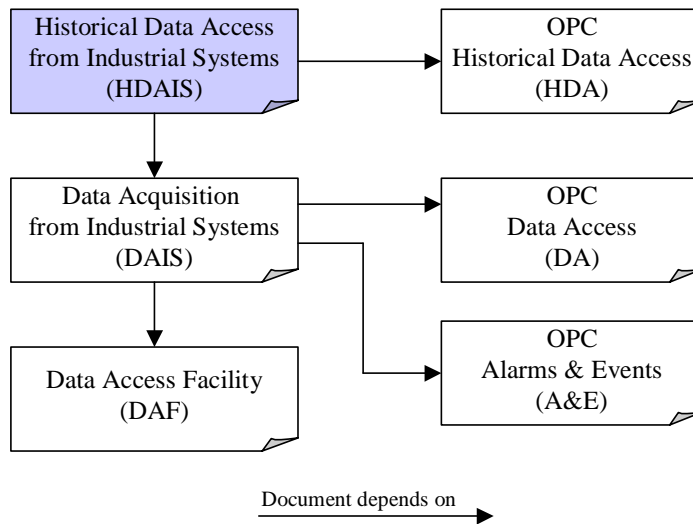 Historical Data Access
from Industrial Systems
(HDAIS)
OPC
Historical Data Access
(HDA)
Data Acquisition
from Industrial Systems
(DAIS)
OPC
Data Access
(DA)
Data Access Facility
(DAF)
OPC
Alarms & Events
(A&E)
Document depends on